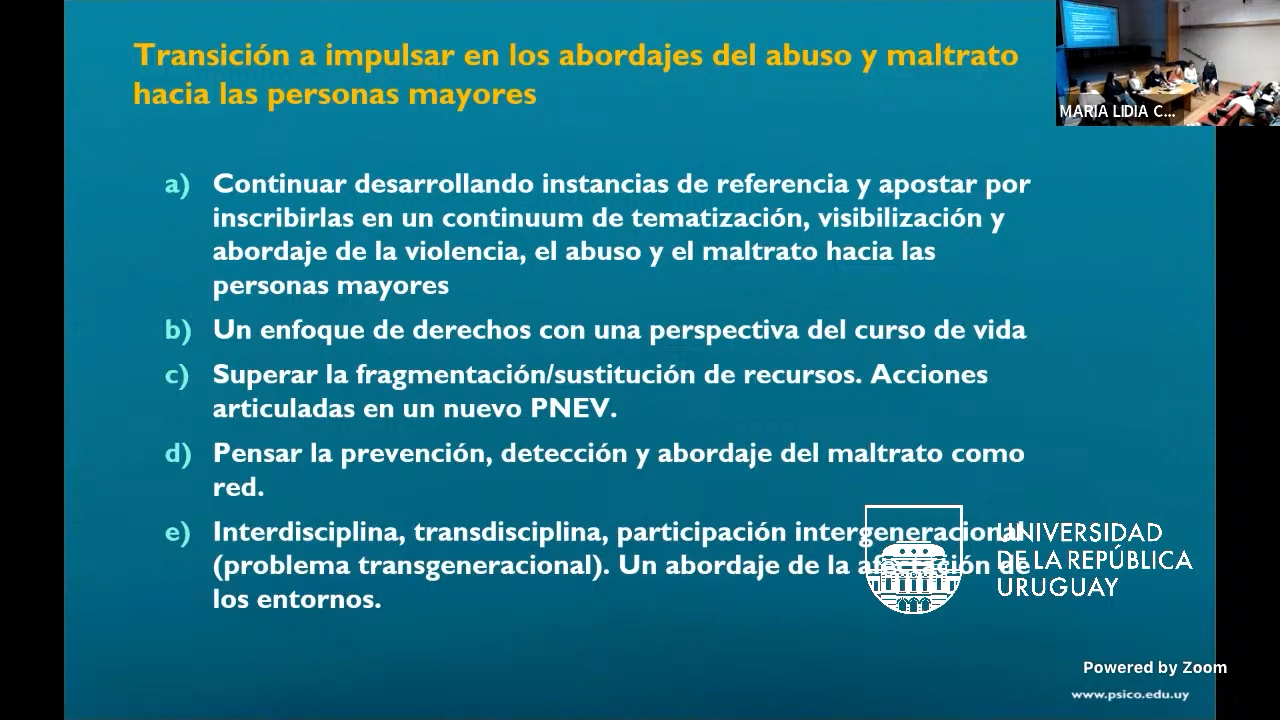 Transición a impulsar en los abordajes del abuso y maltrato
hacia las personas mayores
MARIA LIDIA C...
a) Continuar desarrollando instancias de referencia y apostar por
inscribirlas en un continuum de tematización, visibilización y
abordaje de la violencia, el abuso y el maltrato hacia las
personas mayores
b) Un enfoque de derechos con una perspectiva del curso de vida
c) Superar la fragmentación/sustitución de recursos. Acciones
articuladas en un nuevo PNEV.
d) Pensar la prevención, detección y abordaje del maltrato como
red.
e) Interdisciplina, transdisciplina, participación intergeneracional
(problema transgeneracional). Un abordaje de la afectación de
los entornos.
UNIVERSIDAD
DE LA REPÚBLICA
URUGUAY
Powered by Zoom
www.psico.edu.uy